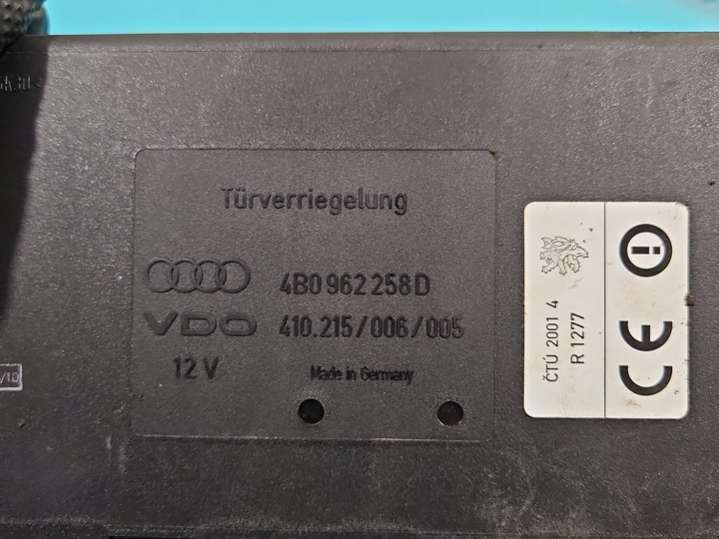 Türverriegelung
4B0 962 258 D
VDO 410.215/006/005
12 V
Made in Germany
ČTÚ 2001 4
R 1277
CE